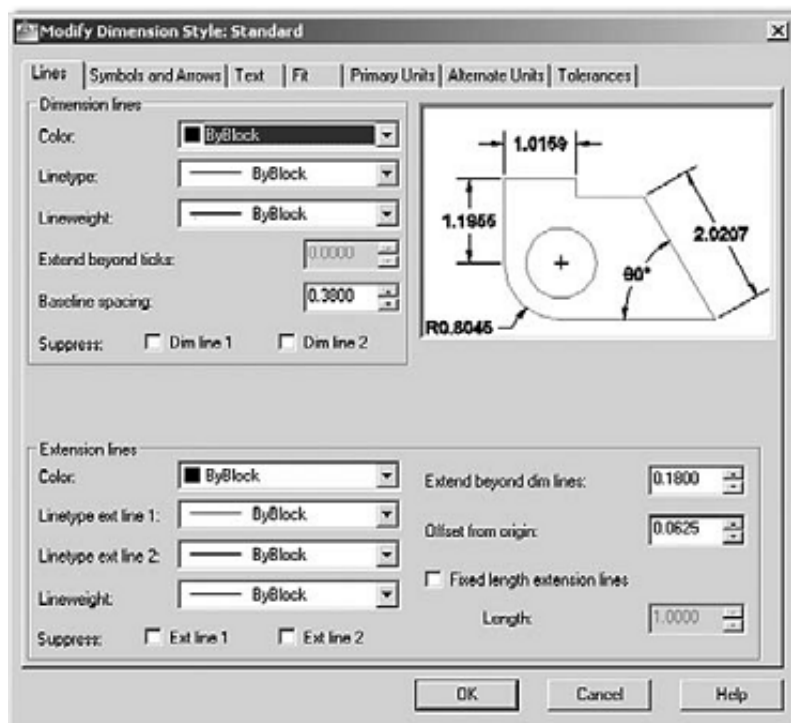 Modify Dimension Style: Standard
Lines Symbols and Arrows Text Fit Primary Units Alternate Units Tolerances
Dimension lines
Color: ByBlock
Linetype: ByBlock
Lineweight: ByBlock
Extend beyond ticks: 0.0000
Baseline spacing: 0.3800
Suppress: Dim line 1 Dim line 2
1.0159
1.1955
2.0207
60°
R0.8045
Extension lines
Color: ByBlock
Linetype ext line 1: ByBlock
Linetype ext line 2: ByBlock
Lineweight: ByBlock
Suppress: Ext line 1 Ext line 2
Extend beyond dim lines: 0.1800
Offset from origin: 0.0625
Fixed length extension lines
Length: 1.0000
OK Cancel Help